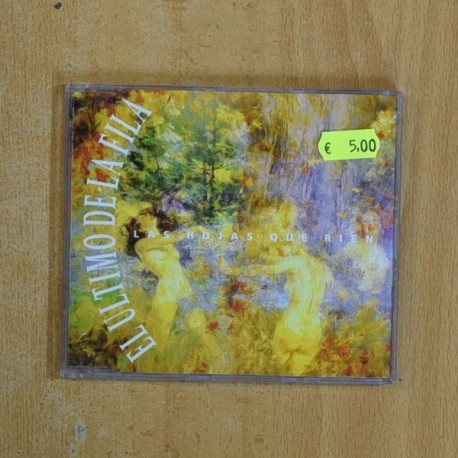 EL ULTIMO DE LA FILA
LAS HOJAS QUE RIEN
€ 5,00